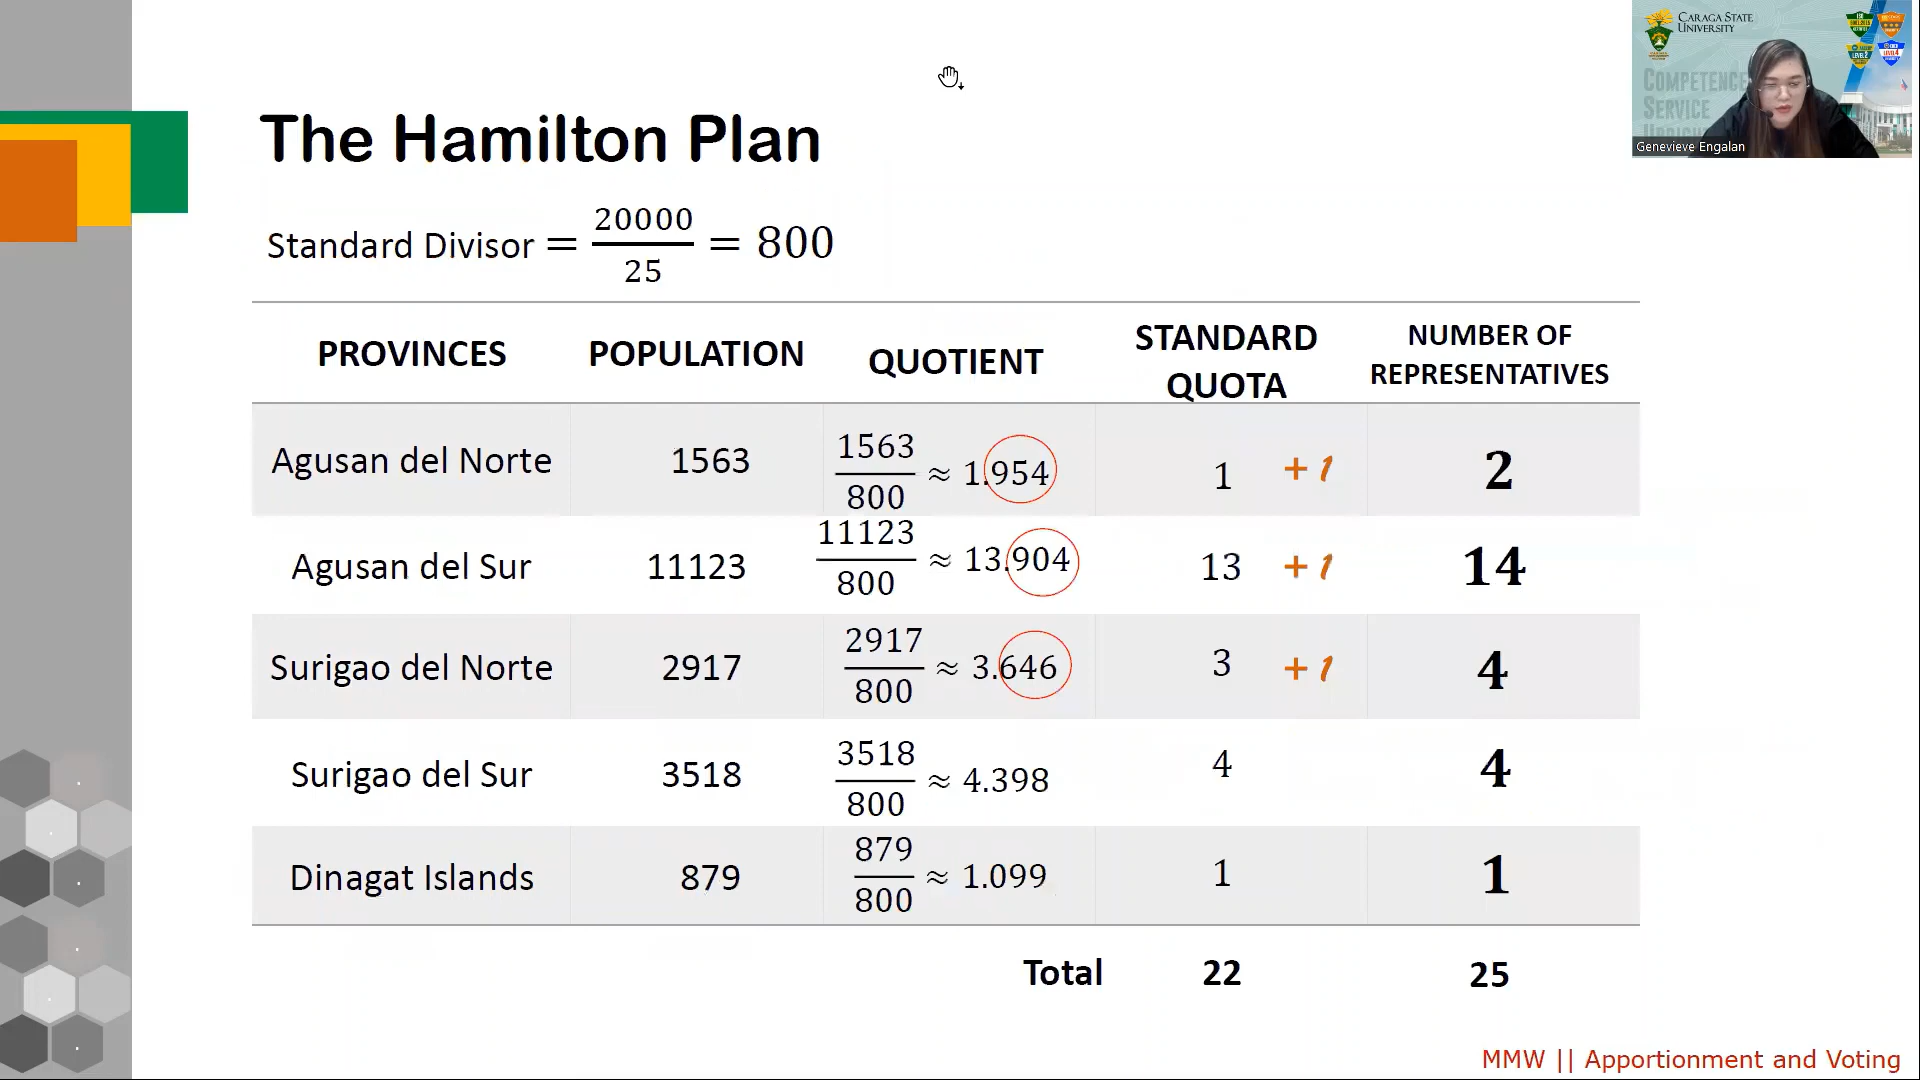 CARAGA STATE
UNIVERSITY
COMPETENCE
SERVICE
Genevieve Engalan
The Hamilton Plan
Standard Divisor = 20000/25 = 800
PROVINCES POPULATION QUOTIENT STANDARD QUOTA NUMBER OF REPRESENTATIVES
Agusan del Norte 1563 1563/800 ≈ 1.954 1 +1 2
Agusan del Sur 11123 11123/800 ≈ 13.904 13 +1 14
Surigao del Norte 2917 2917/800 ≈ 3.646 3 +1 4
Surigao del Sur 3518 3518/800 ≈ 4.398 4 4
Dinagat Islands 879 879/800 ≈ 1.099 1 1
Total 22 25
MMW || Apportionment and Voting